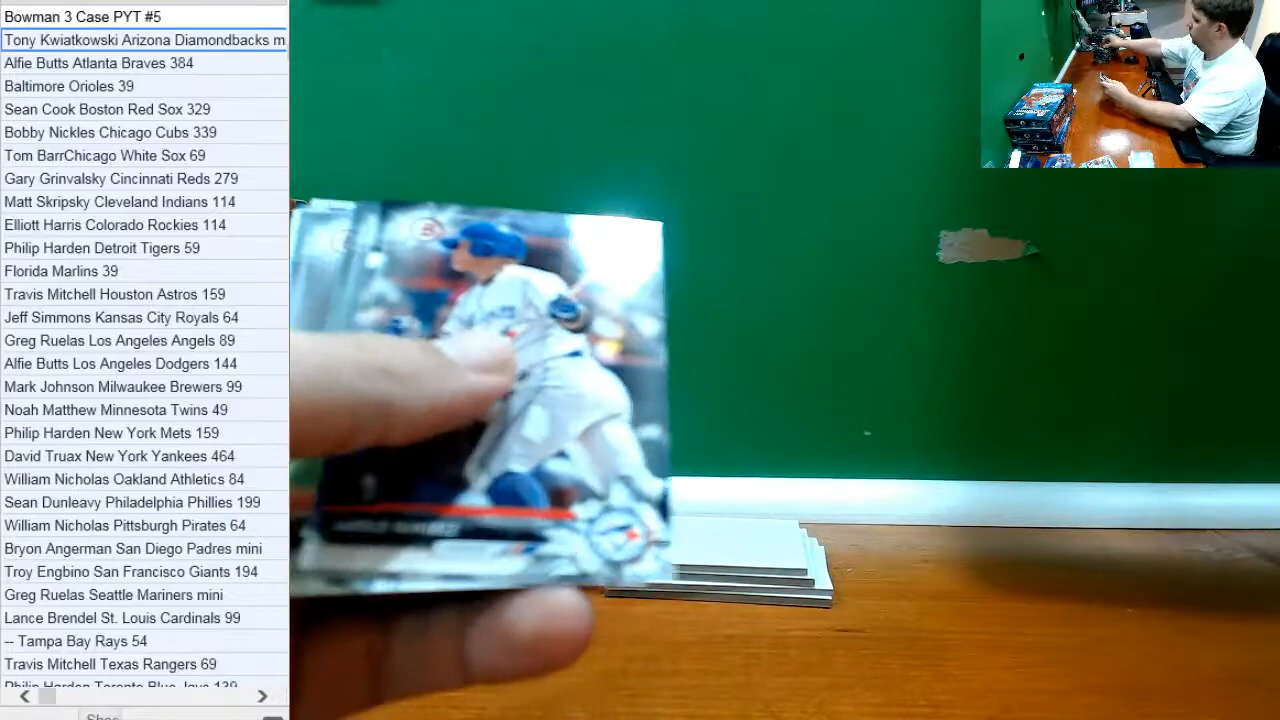 Bowman 3 Case PYT #5
Tony Kwiatkowski Arizona Diamondbacks m
Alfie Butts Atlanta Braves 384
Baltimore Orioles 39
Sean Cook Boston Red Sox 329
Bobby Nickles Chicago Cubs 339
Tom BarrChicago White Sox 69
Gary Grinvalsky Cincinnati Reds 279
Matt Skripsky Cleveland Indians 114
Elliott Harris Colorado Rockies 114
Philip Harden Detroit Tigers 59
Florida Marlins 39
Travis Mitchell Houston Astros 159
Jeff Simmons Kansas City Royals 64
Greg Ruelas Los Angeles Angels 89
Alfie Butts Los Angeles Dodgers 144
Mark Johnson Milwaukee Brewers 99
Noah Matthew Minnesota Twins 49
Philip Harden New York Mets 159
David Truax New York Yankees 464
William Nicholas Oakland Athletics 84
Sean Dunleavy Philadelphia Phillies 199
William Nicholas Pittsburgh Pirates 64
Bryon Angerman San Diego Padres mini
Troy Engbino San Francisco Giants 194
Greg Ruelas Seattle Mariners mini
Lance Brendel St. Louis Cardinals 99
-- Tampa Bay Rays 54
Travis Mitchell Texas Rangers 69
Philip Harden Toronto Blue Jays 139